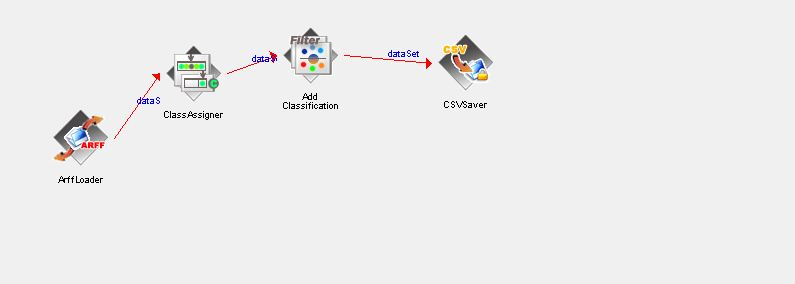 Filter
CSV
dataSet
dataS
C
ClassAssigner
Add
Classification
CSVSaver
dataS
ARFF
ArffLoader